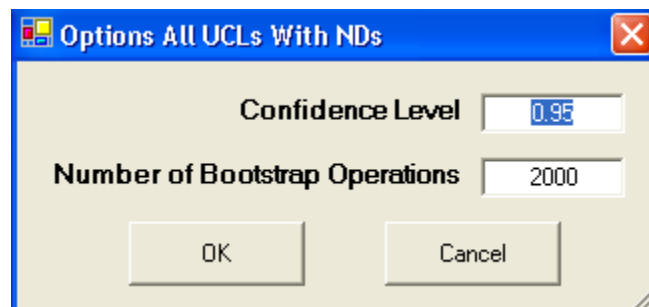 Options All UCLs With NDs
Confidence Level 0.95
Number of Bootstrap Operations 2000
OK Cancel